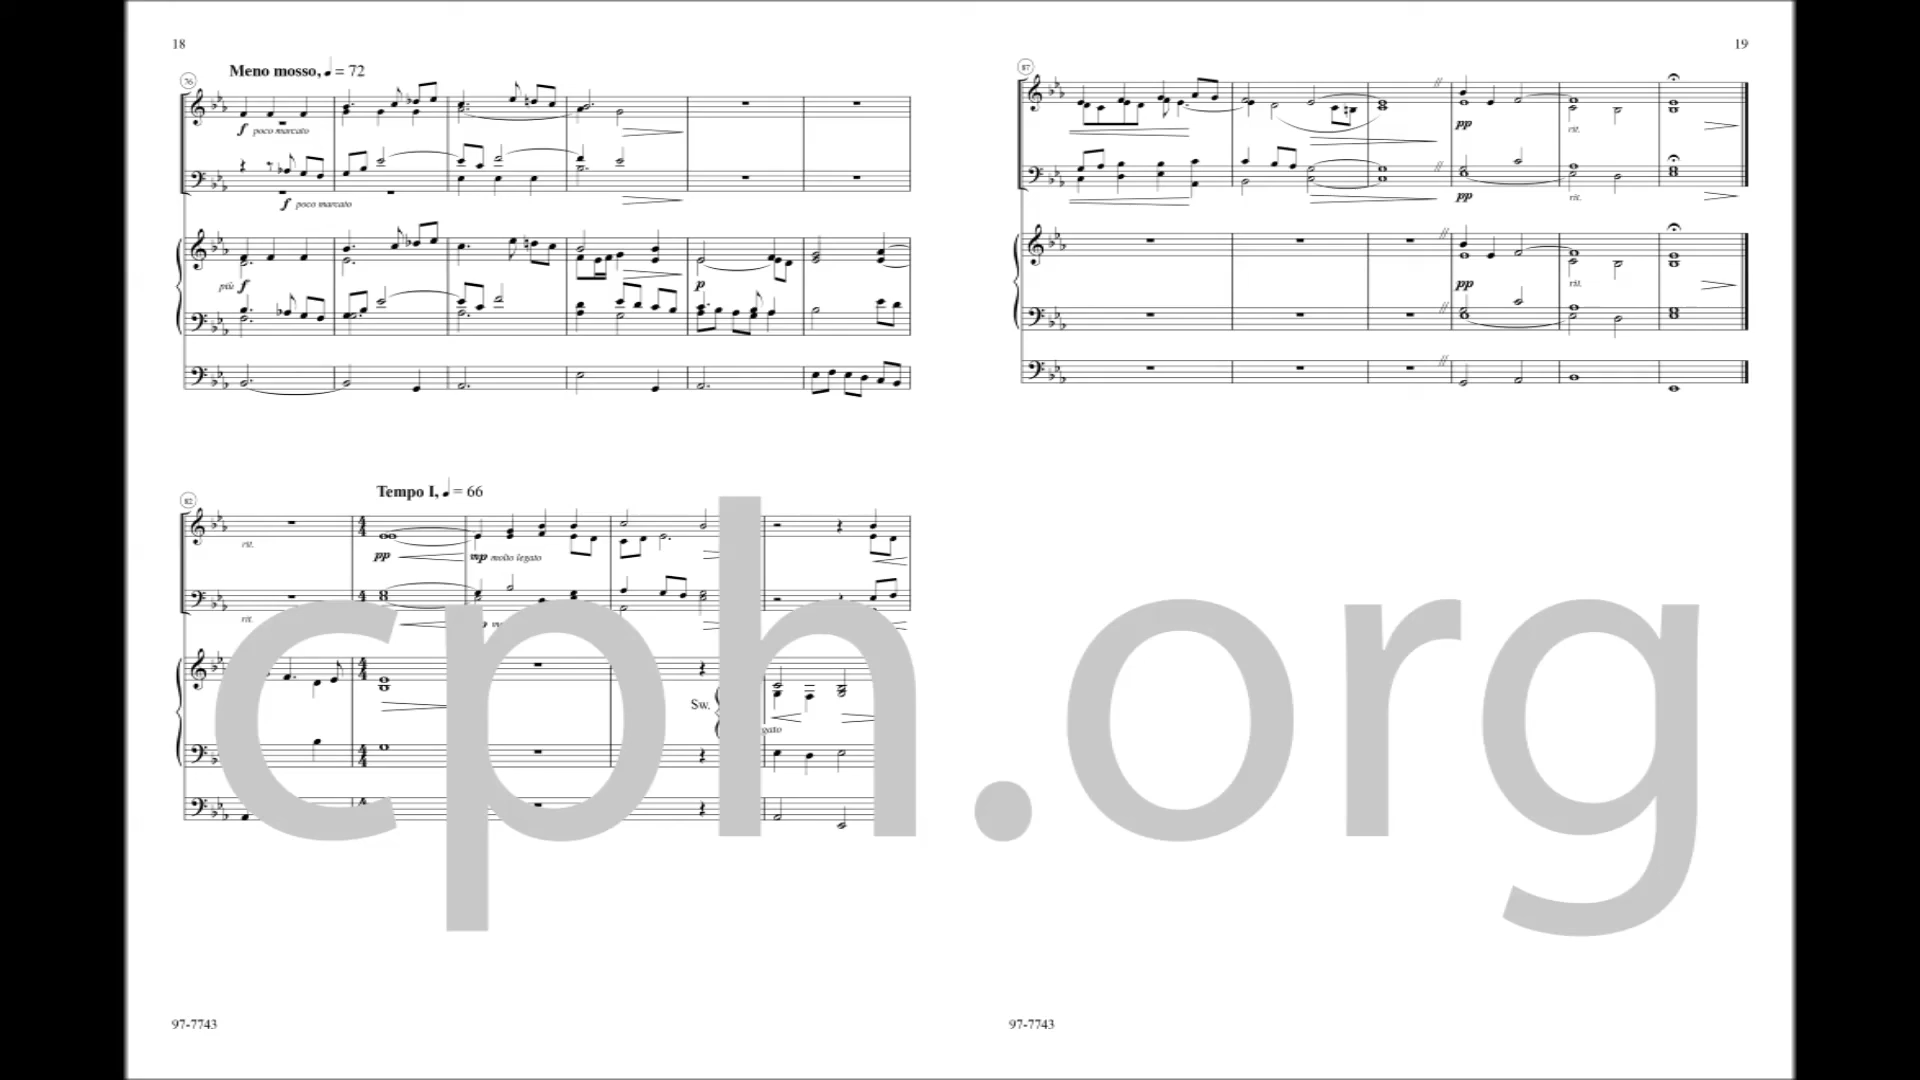 18
Meno mosso, ♩ = 72
76
f poco marcato
f poco marcato
più f
p
82
Tempo I, ♩ = 66
rit.
pp
mp molto legato
rit.
Sw.
97-7743
19
87
pp
rit.
pp
rit.
pp
rit.
97-7743
cph.org